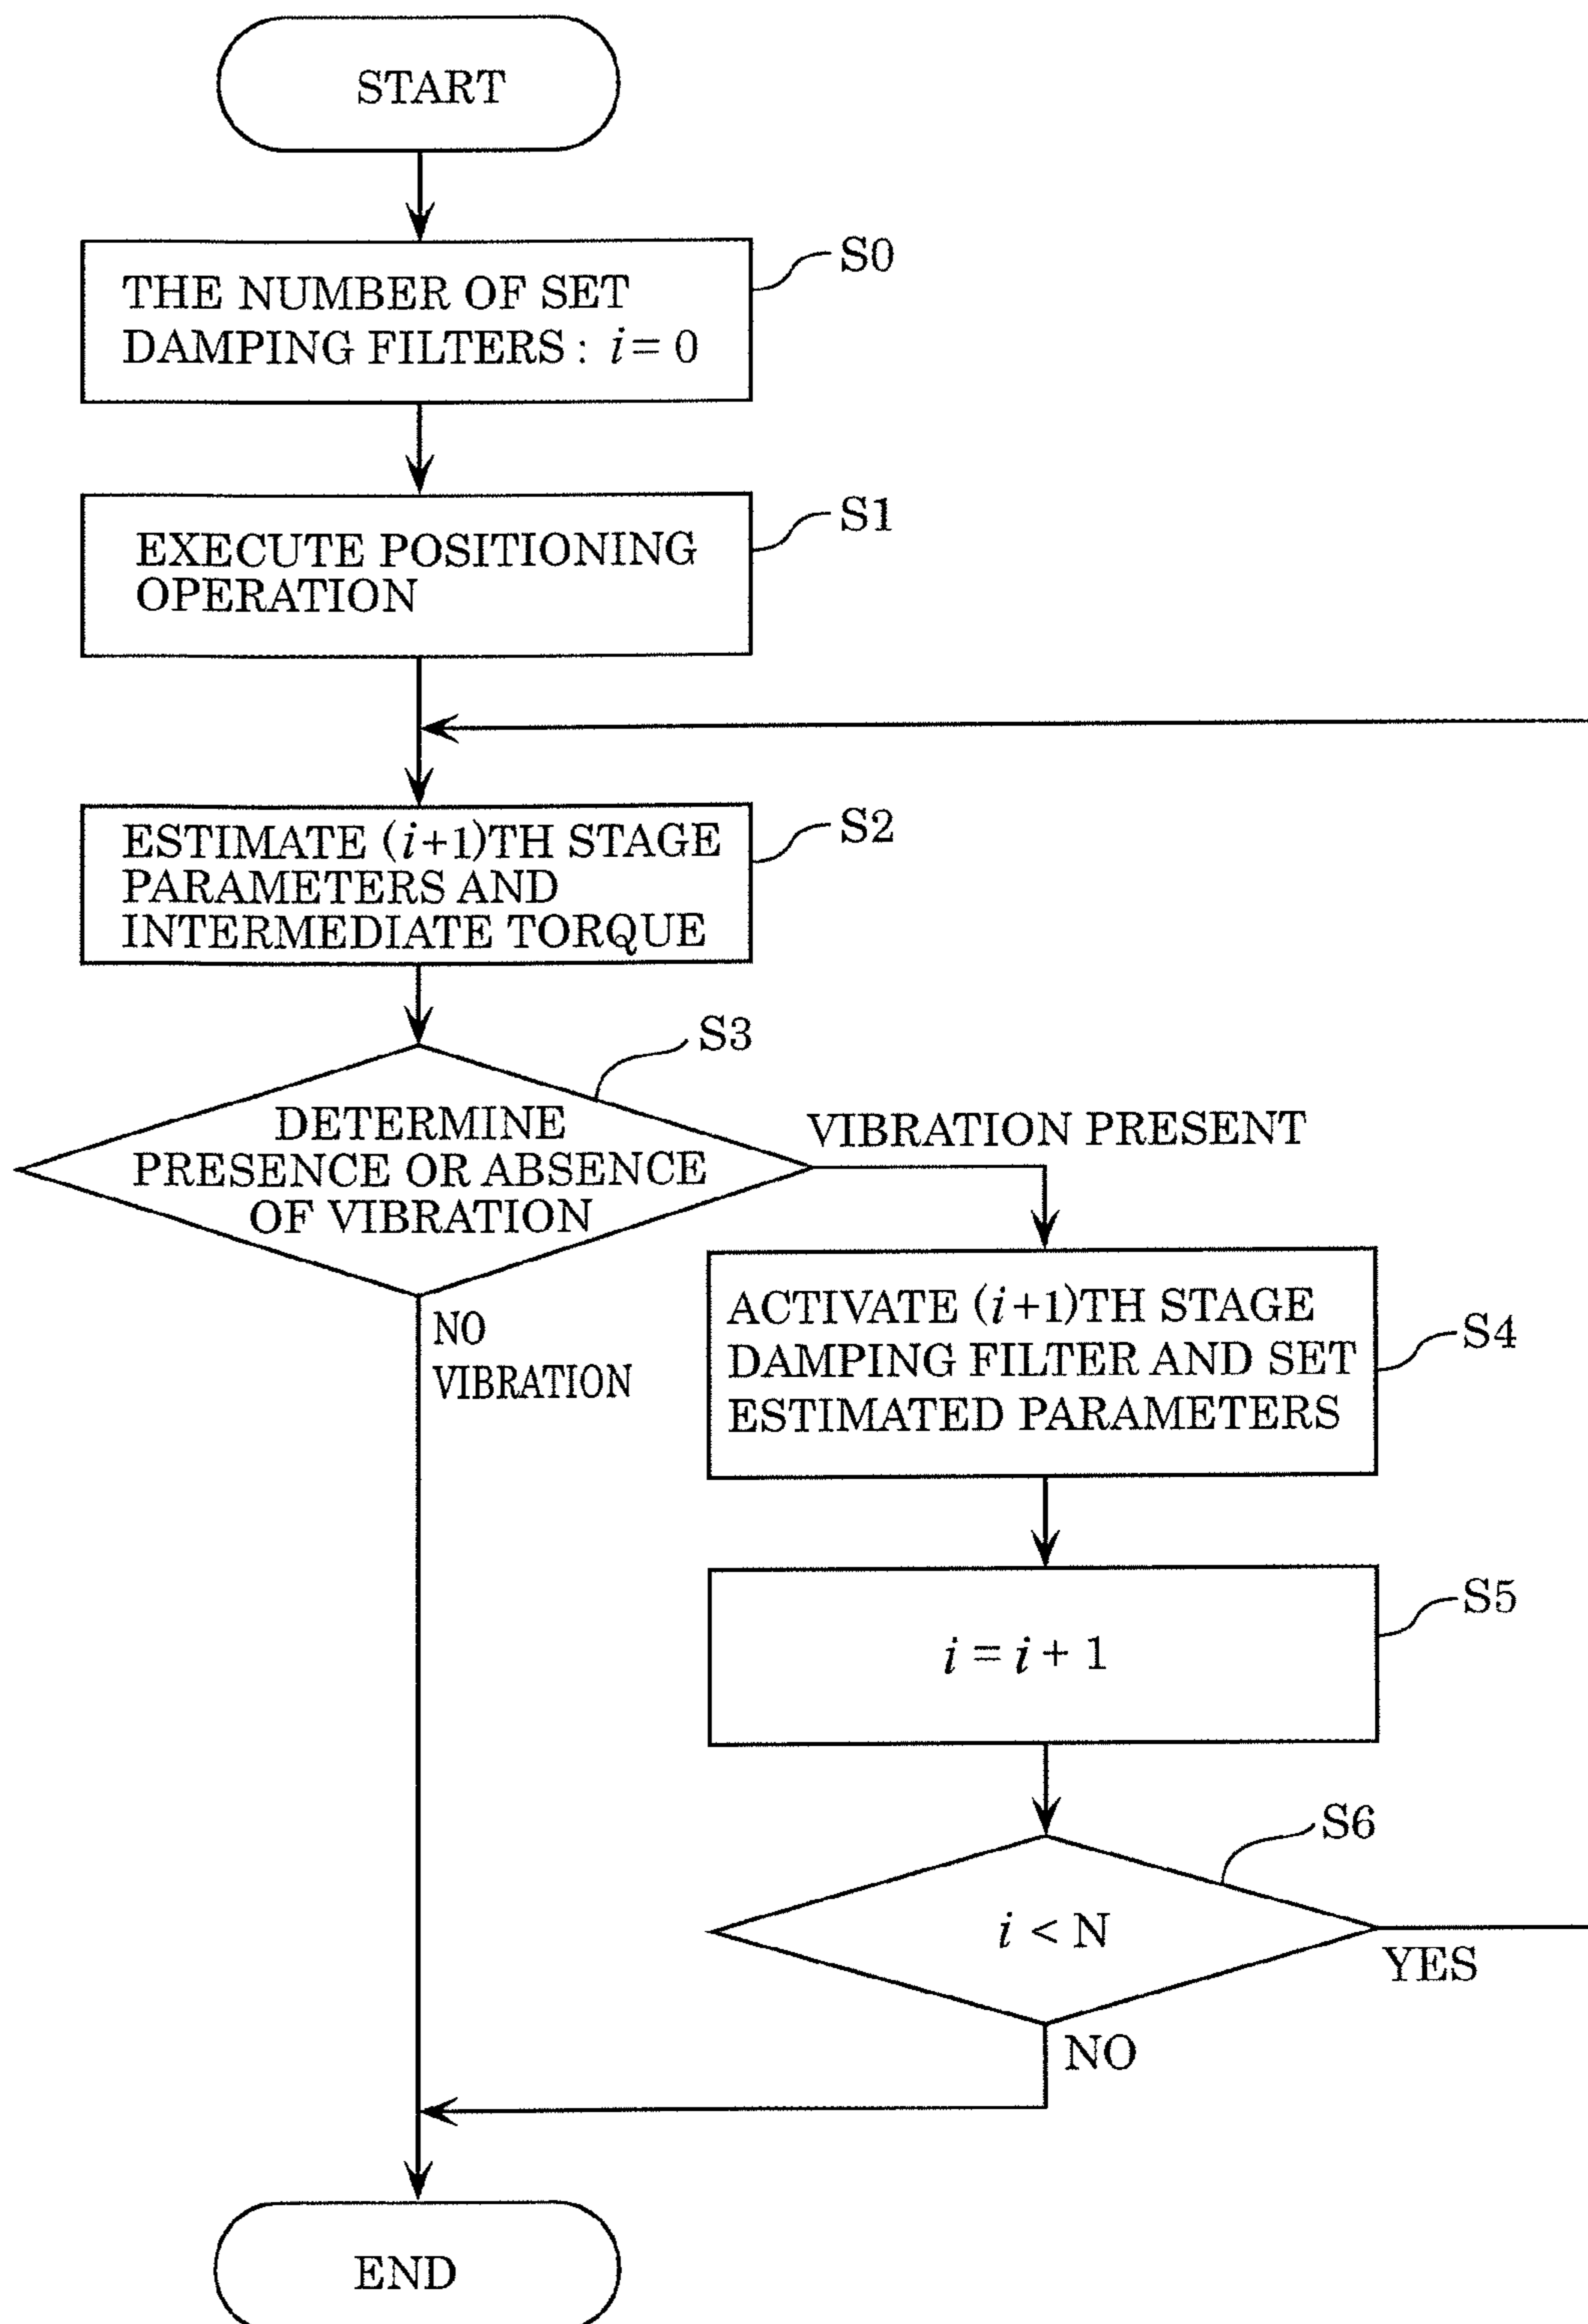 START
S0
THE NUMBER OF SET
DAMPING FILTERS : i = 0
S1
EXECUTE POSITIONING
OPERATION
S2
ESTIMATE (i+1)TH STAGE
PARAMETERS AND
INTERMEDIATE TORQUE
S3
DETERMINE
PRESENCE OR ABSENCE
OF VIBRATION
VIBRATION PRESENT
NO
VIBRATION
S4
ACTIVATE (i+1)TH STAGE
DAMPING FILTER AND SET
ESTIMATED PARAMETERS
S5
i = i + 1
S6
i < N
YES
NO
END